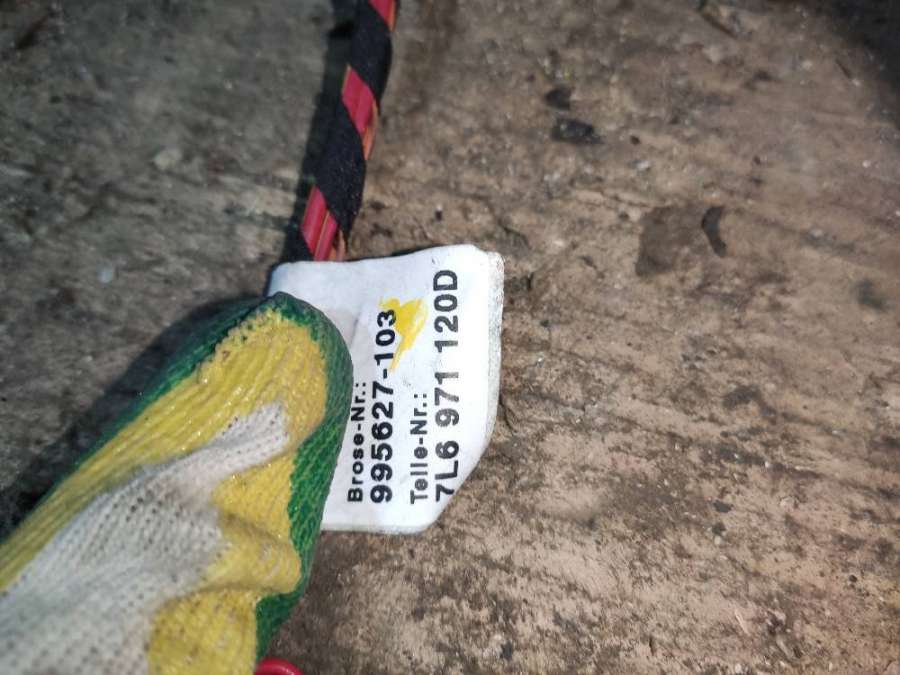 Brose-Nr.:
995627-103
Teile-Nr.:
7L6 971 120D